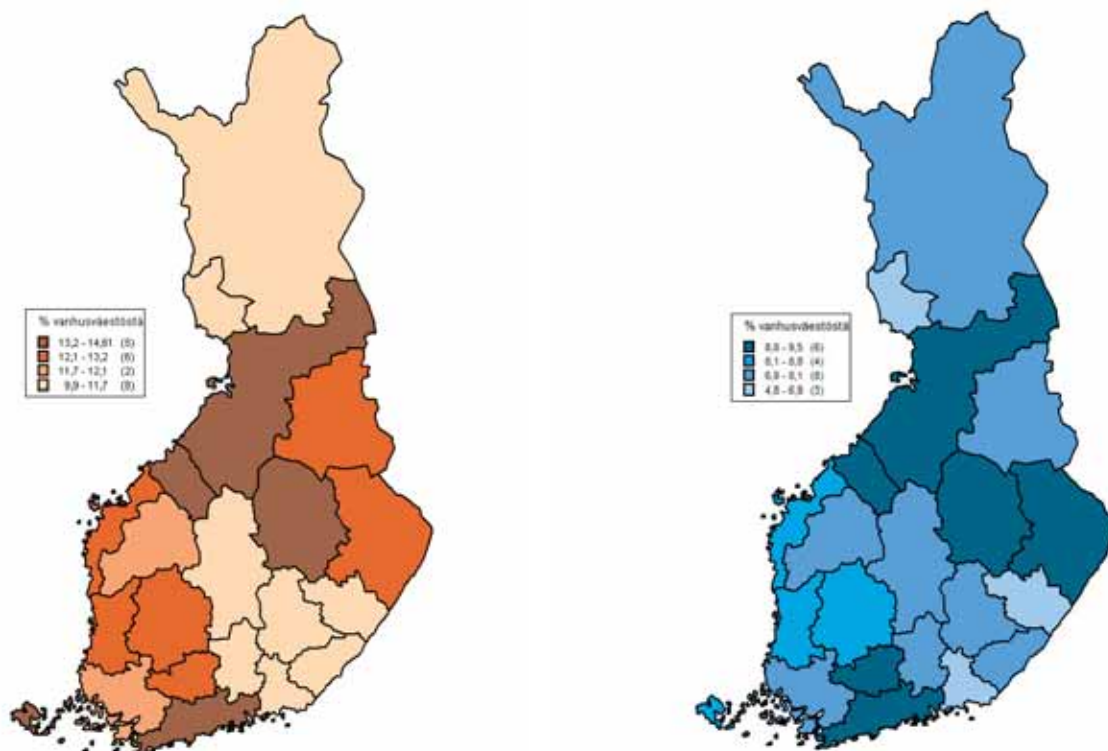 % vanhusväestöstä
13,2 - 14,61 (5)
12,1 - 13,2 (6)
11,7 - 12,1 (2)
9,9 - 11,7 (8)
% vanhusväestöstä
8,8 - 9,5 (6)
8,1 - 8,8 (4)
6,9 - 8,1 (8)
4,8 - 6,9 (3)